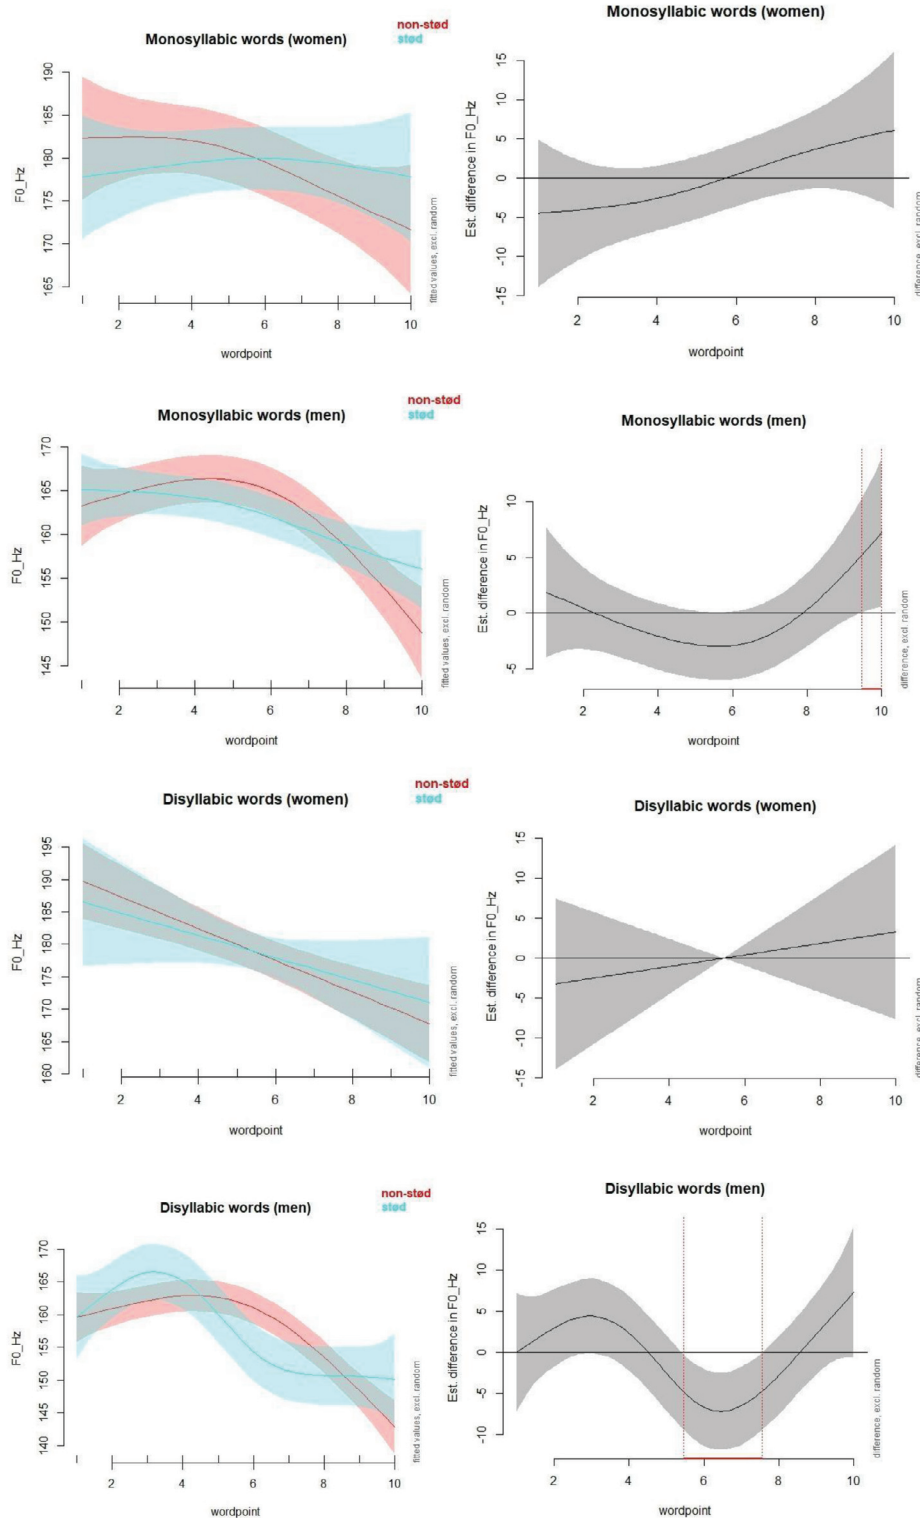 non-stød
stød
Monosyllabic words (women)
F0_Hz
190
185
180
175
170
165
2
4
6
8
10
wordpoint
fitted values, excl. random
Monosyllabic words (women)
Est. difference in F0_Hz
15
10
5
0
-5
-10
-15
2
4
6
8
10
wordpoint
difference, excl. random
non-stød
stød
Monosyllabic words (men)
F0_Hz
170
165
160
155
150
145
2
4
6
8
10
wordpoint
fitted values, excl. random
Monosyllabic words (men)
Est. difference in F0_Hz
10
5
0
-5
2
4
6
8
10
wordpoint
difference, excl. random
non-stød
stød
Disyllabic words (women)
F0_Hz
195
190
185
180
175
170
165
160
2
4
6
8
10
wordpoint
fitted values, excl. random
Disyllabic words (women)
Est. difference in F0_Hz
15
10
5
0
-5
-10
-15
2
4
6
8
10
wordpoint
difference, excl. random
non-stød
stød
Disyllabic words (men)
F0_Hz
170
165
160
155
150
145
140
2
4
6
8
10
wordpoint
fitted values, excl. random
Disyllabic words (men)
Est. difference in F0_Hz
15
10
5
0
-5
-10
2
4
6
8
10
wordpoint
difference, excl. random